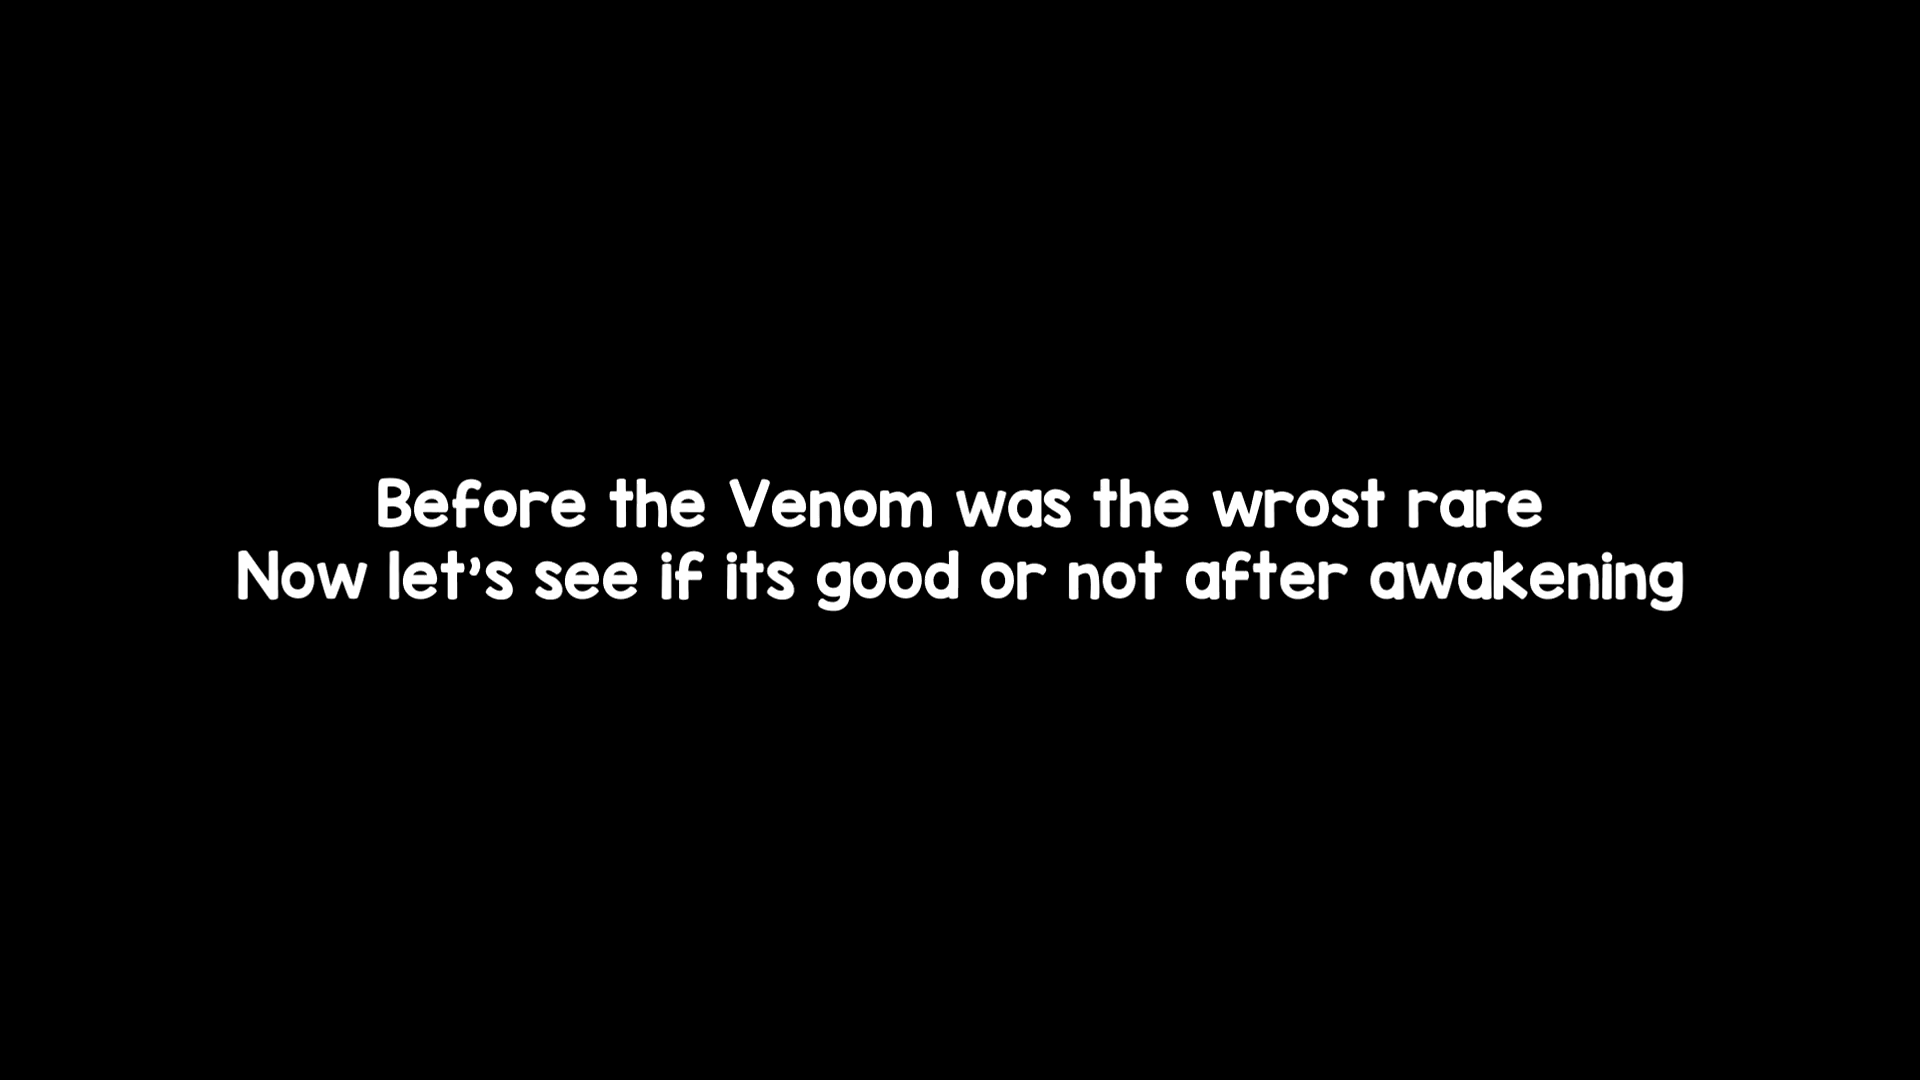 Before the Venom was the wrost rare
Now let's see if its good or not after awakening